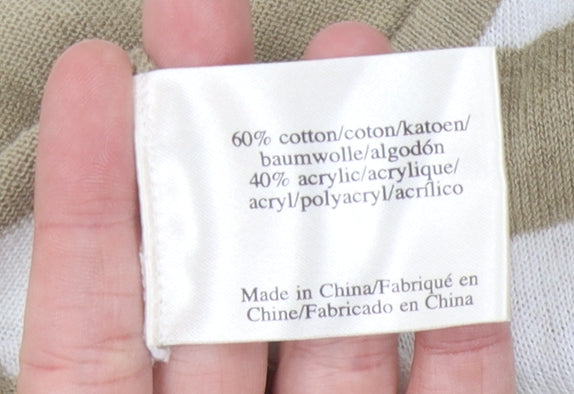 60% cotton/coton/katoen/
baumwolle/algodón
40% acrylic/acrylique/
acryl/polyacryl/acrílico
Made in China/Fabriqué en
Chine/Fabricado en China